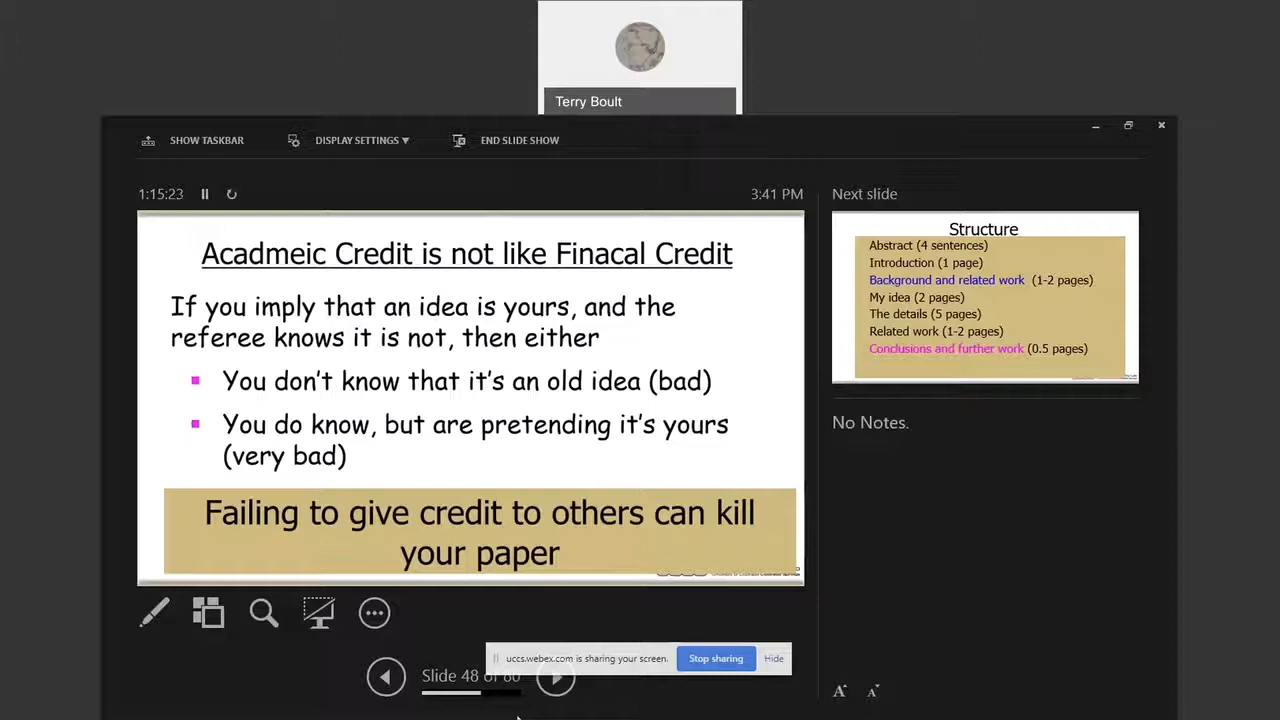 Terry Boult
SHOW TASKBAR
DISPLAY SETTINGS
END SLIDE SHOW
1:15:23
3:41 PM
Acadmeic Credit is not like Finacal Credit
If you imply that an idea is yours, and the
referee knows it is not, then either
You don't know that it's an old idea (bad)
You do know, but are pretending it's yours
(very bad)
Failing to give credit to others can kill
your paper
Next slide
Structure
Abstract (4 sentences)
Introduction (1 page)
Background and related work (1-2 pages)
My idea (2 pages)
The details (5 pages)
Related work (1-2 pages)
Conclusions and further work (0.5 pages)
No Notes.
uccs.webex.com is sharing your screen.
Stop sharing
Hide
Slide 48 of 60
A A